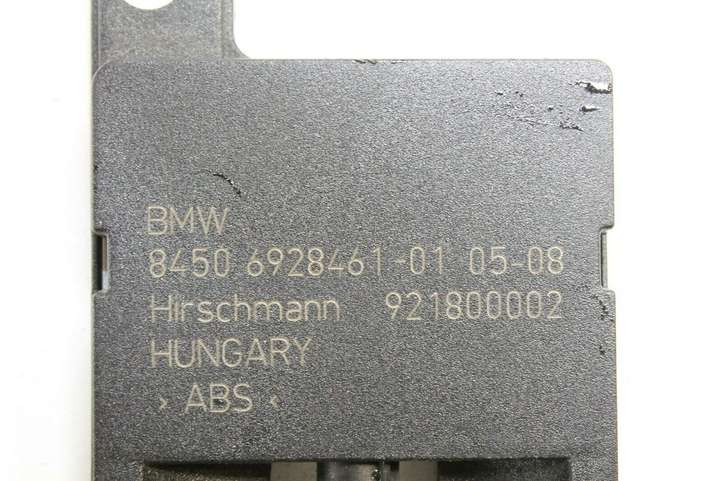 BMW
8450 6928461-01 05-08
Hirschmann 921800002
HUNGARY
> ABS <